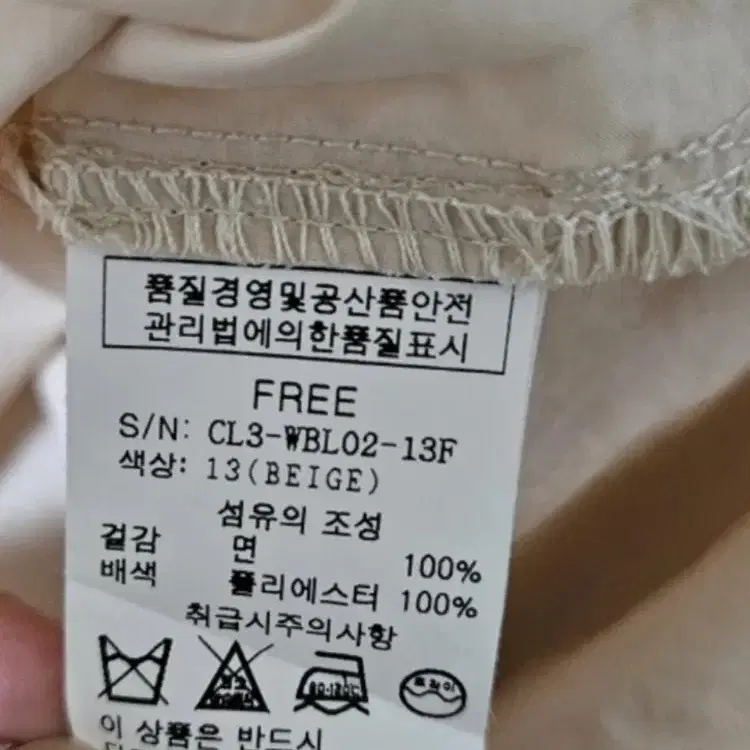 품질경영및공산품안전
관리법에의한품질표시
FREE
S/N: CL3-WBL02-13F
색상: 13(BEIGE)
섬유의 조성
겉감 면 100%
배색 폴리에스터 100%
취급시주의사항
80-120℃
이 상품은 반드시